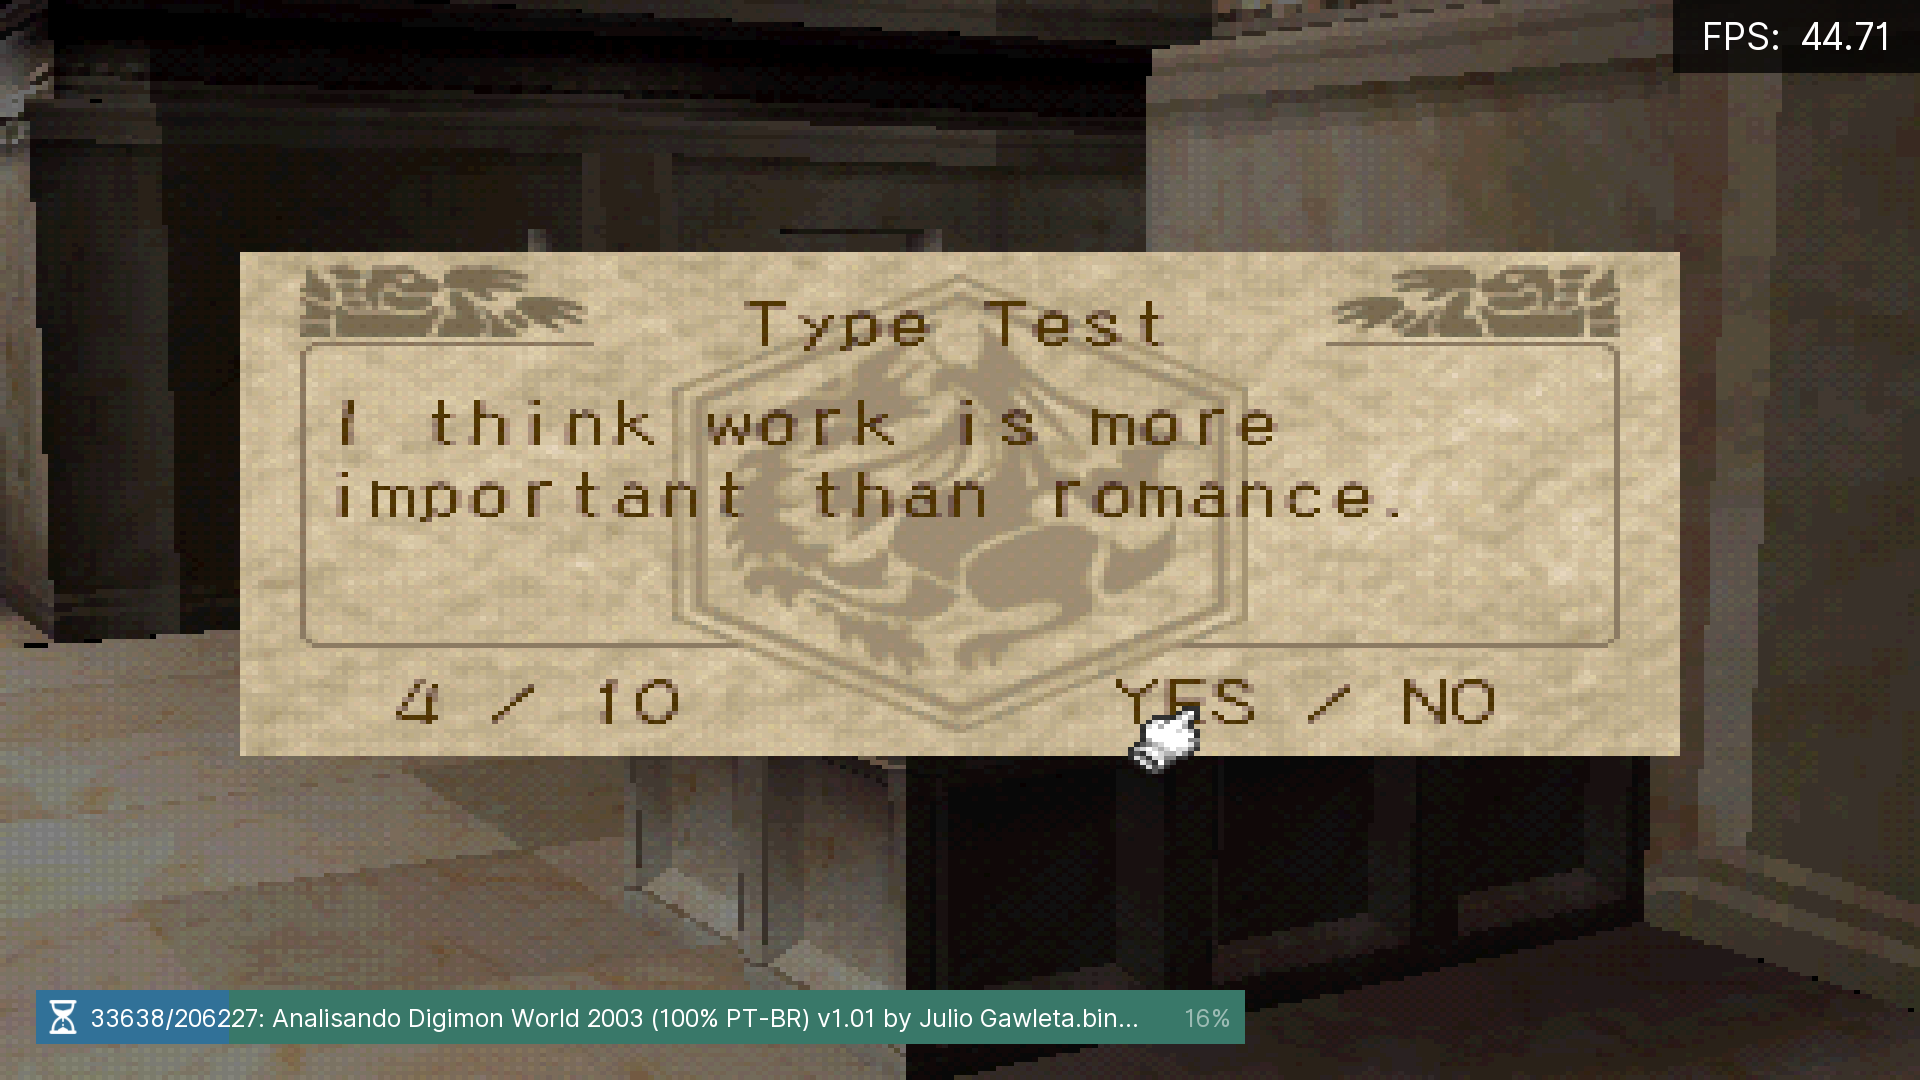 FPS: 44.71
Type Test
I think work is more
important than romance.
4 / 10
YES / NO
33638/206227: Analisando Digimon World 2003 (100% PT-BR) v1.01 by Julio Gawleta.bin... 16%